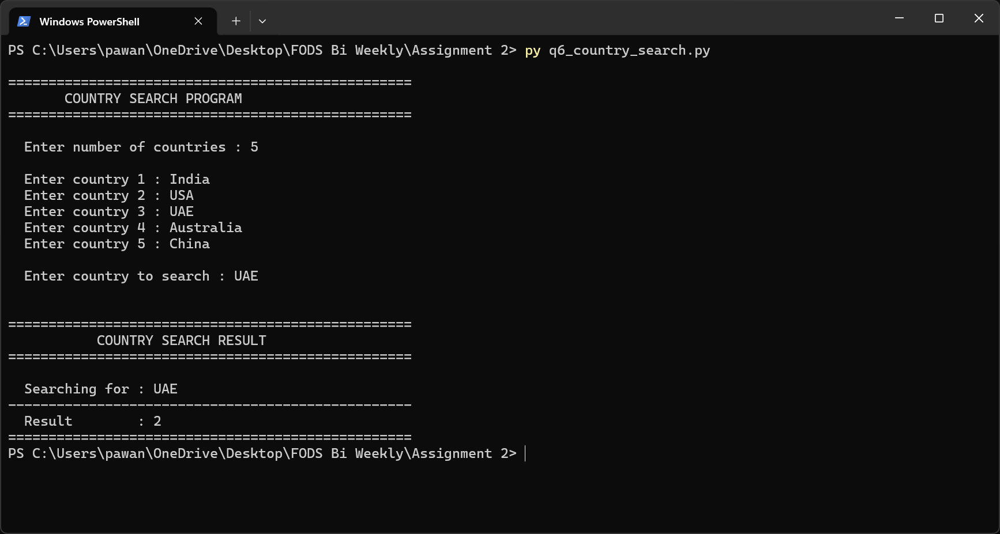 Windows PowerShell
PS C:\Users\pawan\OneDrive\Desktop\FODS Bi Weekly\Assignment 2> py q6_country_search.py
==================================================
COUNTRY SEARCH PROGRAM
==================================================
Enter number of countries : 5
Enter country 1 : India
Enter country 2 : USA
Enter country 3 : UAE
Enter country 4 : Australia
Enter country 5 : China
Enter country to search : UAE
==================================================
COUNTRY SEARCH RESULT
==================================================
Searching for : UAE
--------------------------------------------------
Result        : 2
==================================================
PS C:\Users\pawan\OneDrive\Desktop\FODS Bi Weekly\Assignment 2>